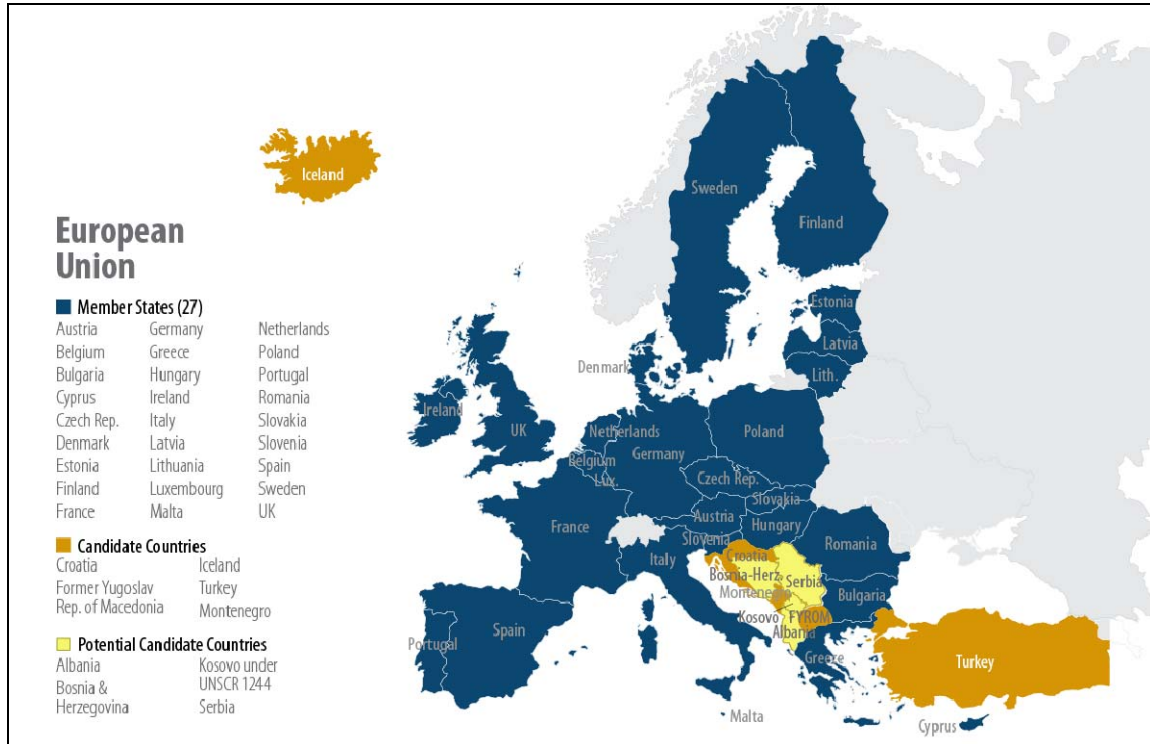 European
Union
Member States (27)
Austria Germany Netherlands
Belgium Greece Poland
Bulgaria Hungary Portugal
Cyprus Ireland Romania
Czech Rep. Italy Slovakia
Denmark Latvia Slovenia
Estonia Lithuania Spain
Finland Luxembourg Sweden
France Malta UK
Candidate Countries
Croatia Iceland
Former Yugoslav Turkey
Rep. of Macedonia Montenegro
Potential Candidate Countries
Albania Kosovo under
Bosnia & UNSCR 1244
Herzegovina Serbia
Iceland
Sweden
Finland
Estonia
Latvia
Lith.
Denmark
Ireland
UK
Netherlands
Poland
Belgium
Germany
Lux.
Czech Rep.
Slovakia
France
Austria
Hungary
Slovenia
Romania
Italy
Croatia
Bosnia-Herz.
Serbia
Montenegro
Bulgaria
Kosovo
FYROM
Albania
Portugal
Spain
Greece
Turkey
Malta
Cyprus